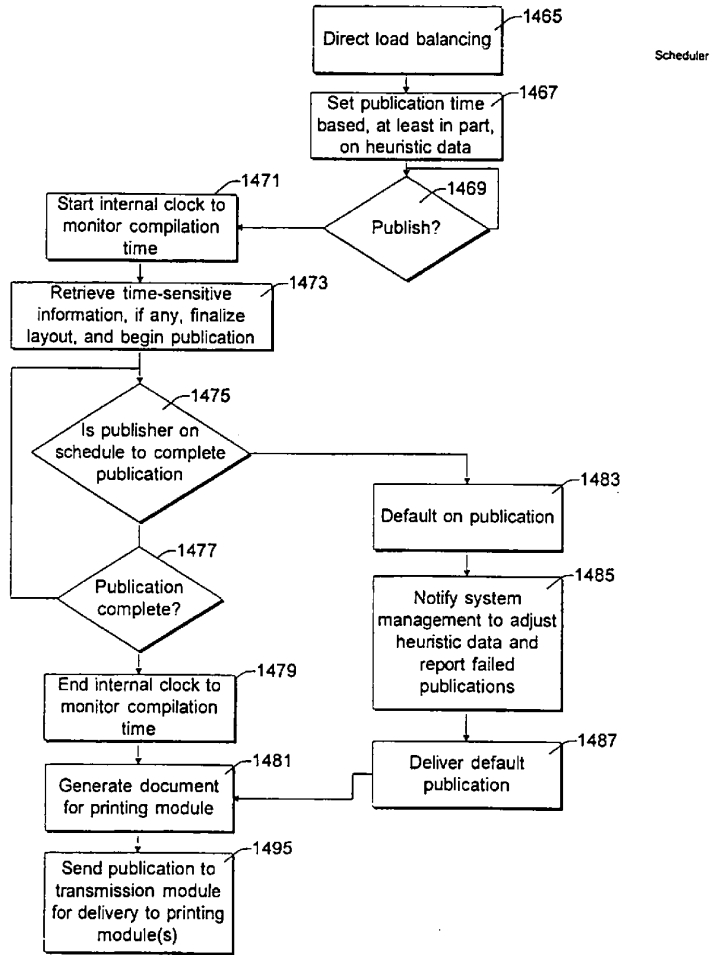 1465
Direct load balancing
Scheduler
1467
Set publication time
based, at least in part,
on heuristic data
1469
Publish?
1471
Start internal clock to
monitor compilation
time
1473
Retrieve time-sensitive
information, if any, finalize
layout, and begin publication
1475
Is publisher on
schedule to complete
publication
1477
Publication
complete?
1479
End internal clock to
monitor compilation
time
1481
Generate document
for printing module
1495
Send publication to
transmission module
for delivery to printing
module(s)
1483
Default on publication
1485
Notify system
management to adjust
heuristic data and
report failed
publications
1487
Deliver default
publication